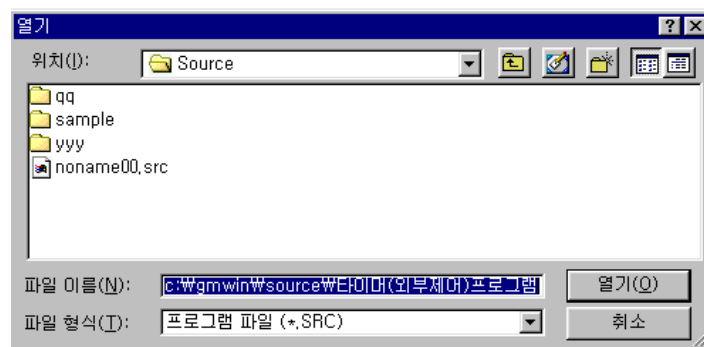 열기
위치(I): Source
qq
sample
yyy
noname00.src
파일 이름(N): c:₩gmwin₩source₩타이머(외부제어)프로그램 열기(O)
파일 형식(T): 프로그램 파일 (*.SRC) 취소